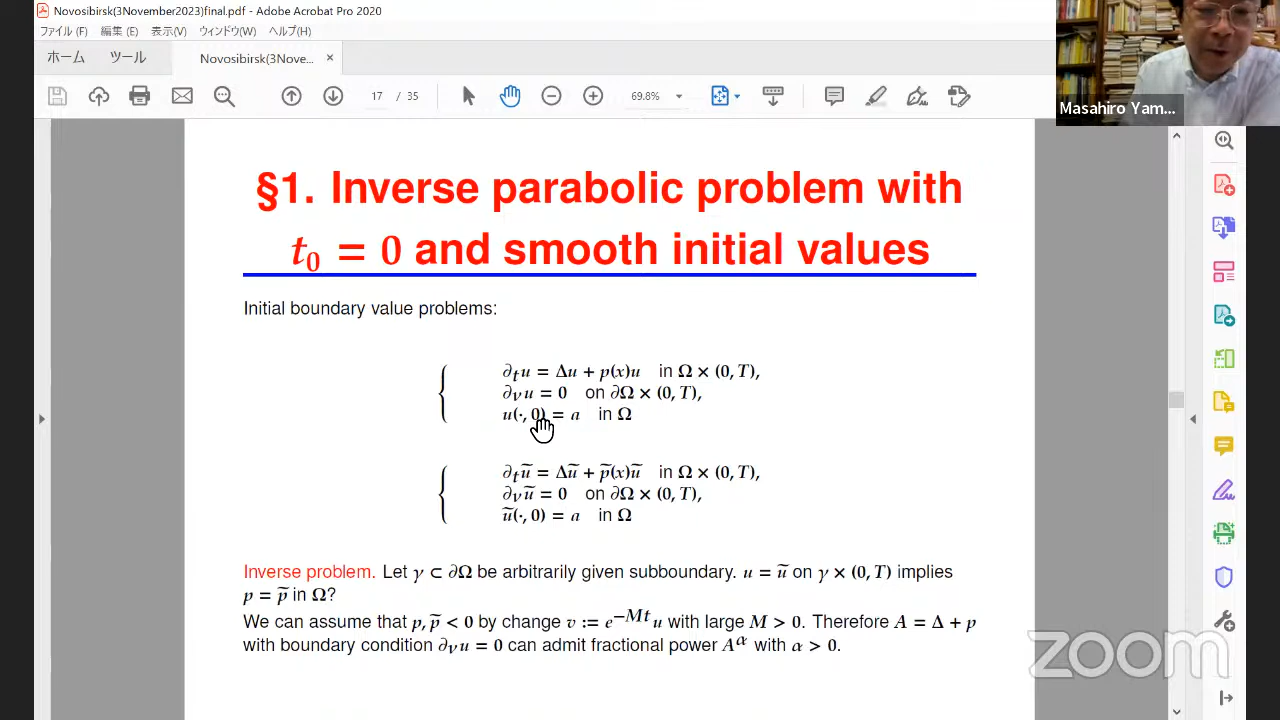 Novosibirsk(3November2023)final.pdf - Adobe Acrobat Pro 2020
ファイル(F) 編集(E) 表示(V) ウィンドウ(W) ヘルプ(H)
ホーム ツール Novosibirsk(3Nove... ×
17 / 35 69.8%
Masahiro Yam...
§1. Inverse parabolic problem with
t₀ = 0 and smooth initial values
Initial boundary value problems:
∂ₜu = Δu + p(x)u in Ω × (0, T),
∂νu = 0 on ∂Ω × (0, T),
u(·, 0) = a in Ω
∂ₜũ = Δũ + p̃(x)ũ in Ω × (0, T),
∂νũ = 0 on ∂Ω × (0, T),
ũ(·, 0) = a in Ω
Inverse problem. Let γ ⊂ ∂Ω be arbitrarily given subboundary. u = ũ on γ × (0, T) implies
p = p̃ in Ω?
We can assume that p, p̃ < 0 by change v := e^{−Mt}u with large M > 0. Therefore A = Δ + p
with boundary condition ∂νu = 0 can admit fractional power A^α with α > 0.
zoom